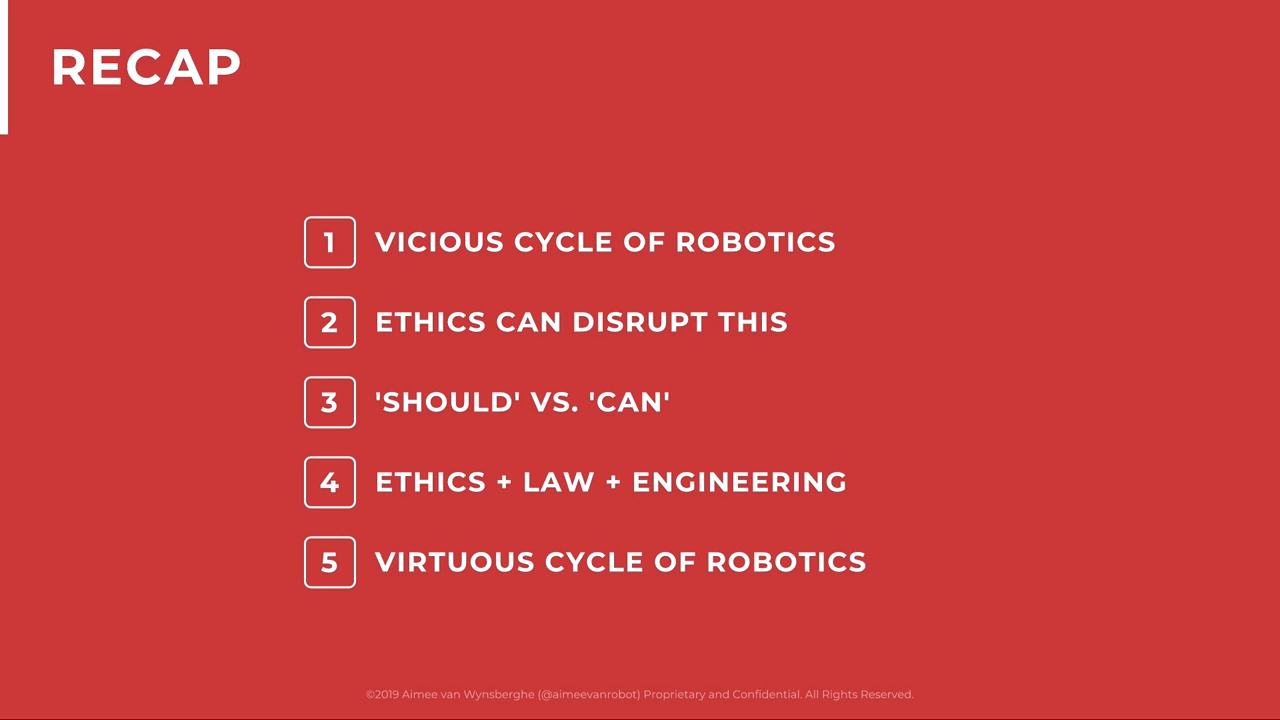 RECAP
1 VICIOUS CYCLE OF ROBOTICS
2 ETHICS CAN DISRUPT THIS
3 'SHOULD' VS. 'CAN'
4 ETHICS + LAW + ENGINEERING
5 VIRTUOUS CYCLE OF ROBOTICS
©2019 Aimee van Wynsberghe (@aimeevanrobot) Proprietary and Confidential. All Rights Reserved.